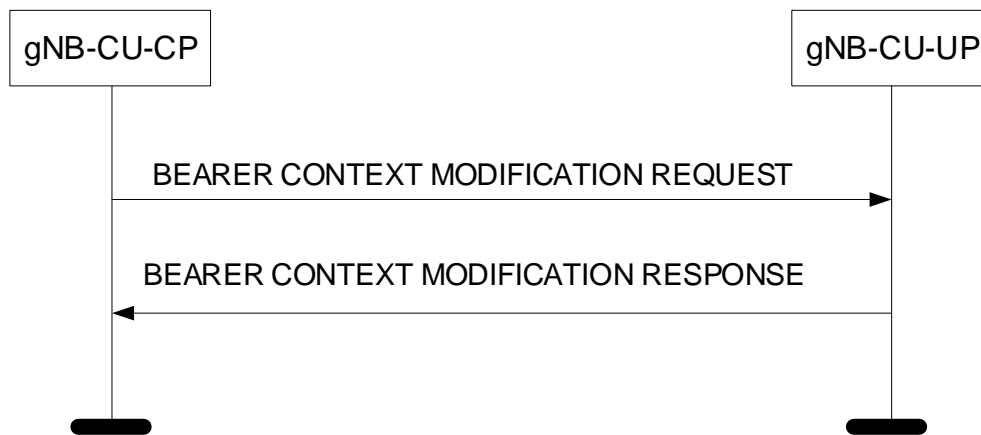 gNB-CU-CP
gNB-CU-UP
BEARER CONTEXT MODIFICATION REQUEST
BEARER CONTEXT MODIFICATION RESPONSE